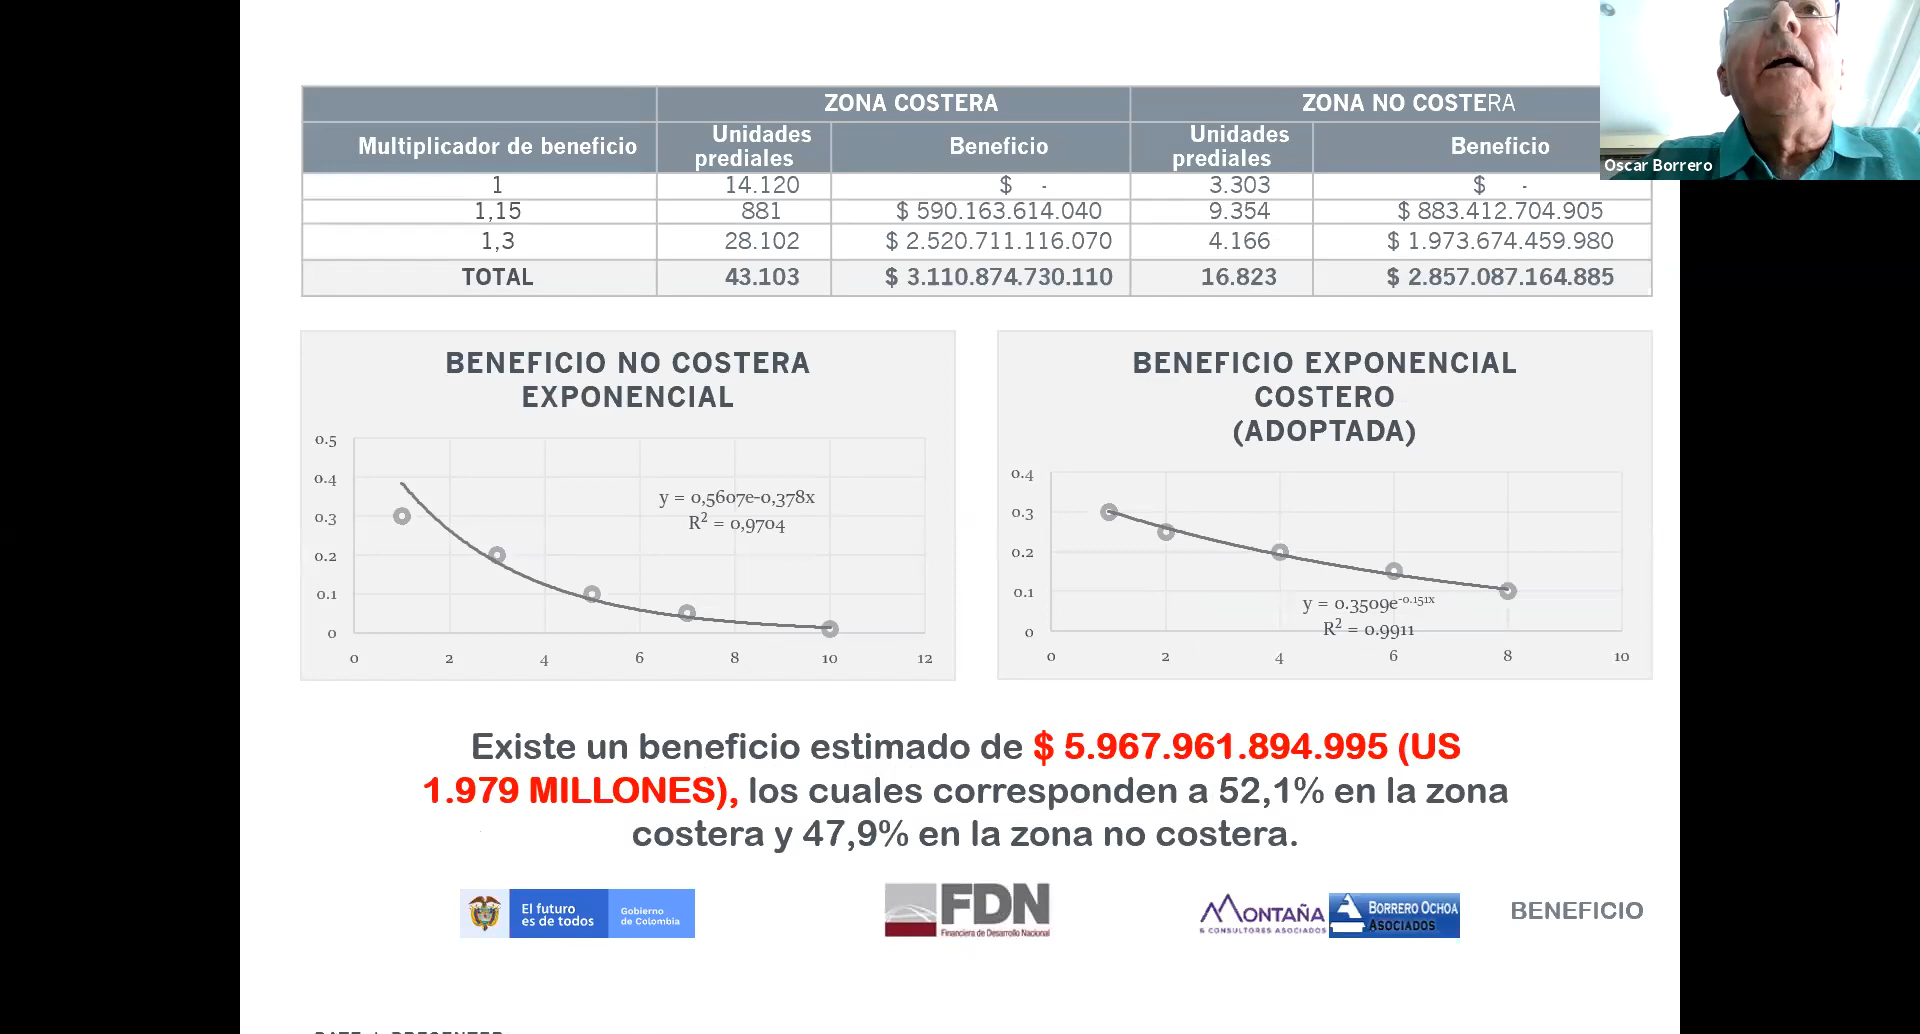 ZONA COSTERA ZONA NO COSTERA
Multiplicador de beneficio Unidades prediales Beneficio Unidades prediales Beneficio
1 14.120 $ - 3.303 $ -
1,15 881 $ 590.163.614.040 9.354 $ 883.412.704.905
1,3 28.102 $ 2.520.711.116.070 4.166 $ 1.973.674.459.980
TOTAL 43.103 $ 3.110.874.730.110 16.823 $ 2.857.087.164.885
Oscar Borrero
BENEFICIO NO COSTERA
EXPONENCIAL
0.5
0.4
0.3
0.2
0.1
0
y = 0,5607e-0,378x
R² = 0,9704
0 2 4 6 8 10 12
BENEFICIO EXPONENCIAL
COSTERO
(ADOPTADA)
0.4
0.3
0.2
0.1
0
y = 0.3509e^-0.151x
R² = 0.9911
0 2 4 6 8 10
Existe un beneficio estimado de $ 5.967.961.894.995 (US
1.979 MILLONES), los cuales corresponden a 52,1% en la zona
costera y 47,9% en la zona no costera.
El futuro
es de todos
Gobierno
de Colombia
FDN
Financiera de Desarrollo Nacional
MONTAÑA
& CONSULTORES ASOCIADOS
BORRERO OCHOA
ASOCIADOS
BENEFICIO